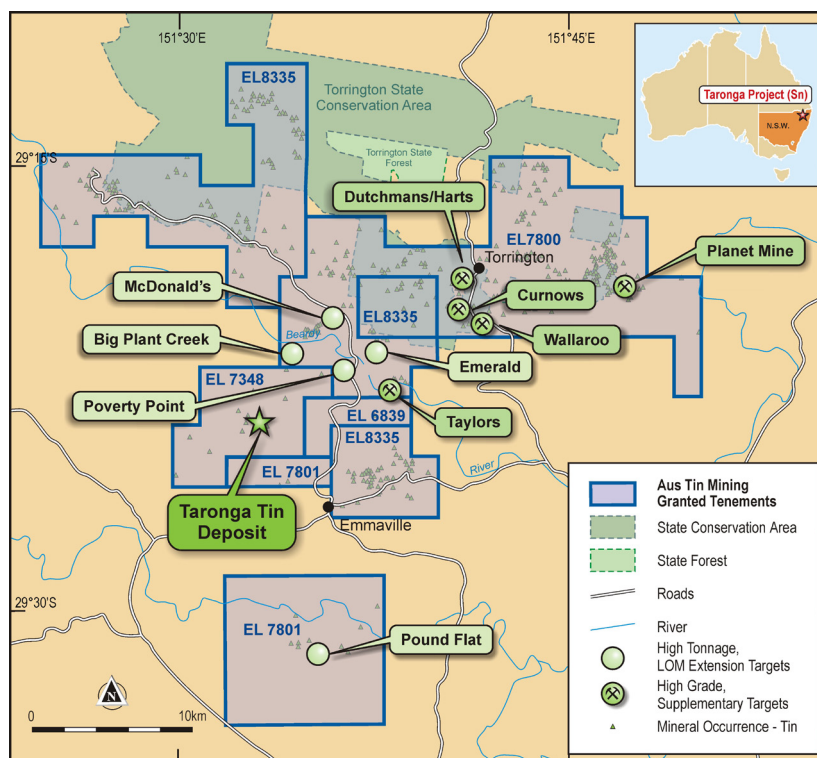 151°30'E
151°45'E
EL8335
Torrington State
Conservation Area
Taronga Project (Sn)
N.S.W.
29°15'S
Torrington State
Forest
Dutchmans/Harts
EL7800
Torrington
Planet Mine
McDonald's
Curnows
EL8335
Wallaroo
Big Plant Creek
Beardy
Emerald
EL 7348
Poverty Point
Taylors
EL 6839
EL8335
River
EL 7801
Taronga Tin
Deposit
Emmaville
29°30'S
EL 7801
Pound Flat
N
0
10km
Aus Tin Mining
Granted Tenements
State Conservation Area
State Forest
Roads
River
High Tonnage,
LOM Extension Targets
High Grade,
Supplementary Targets
Mineral Occurrence - Tin